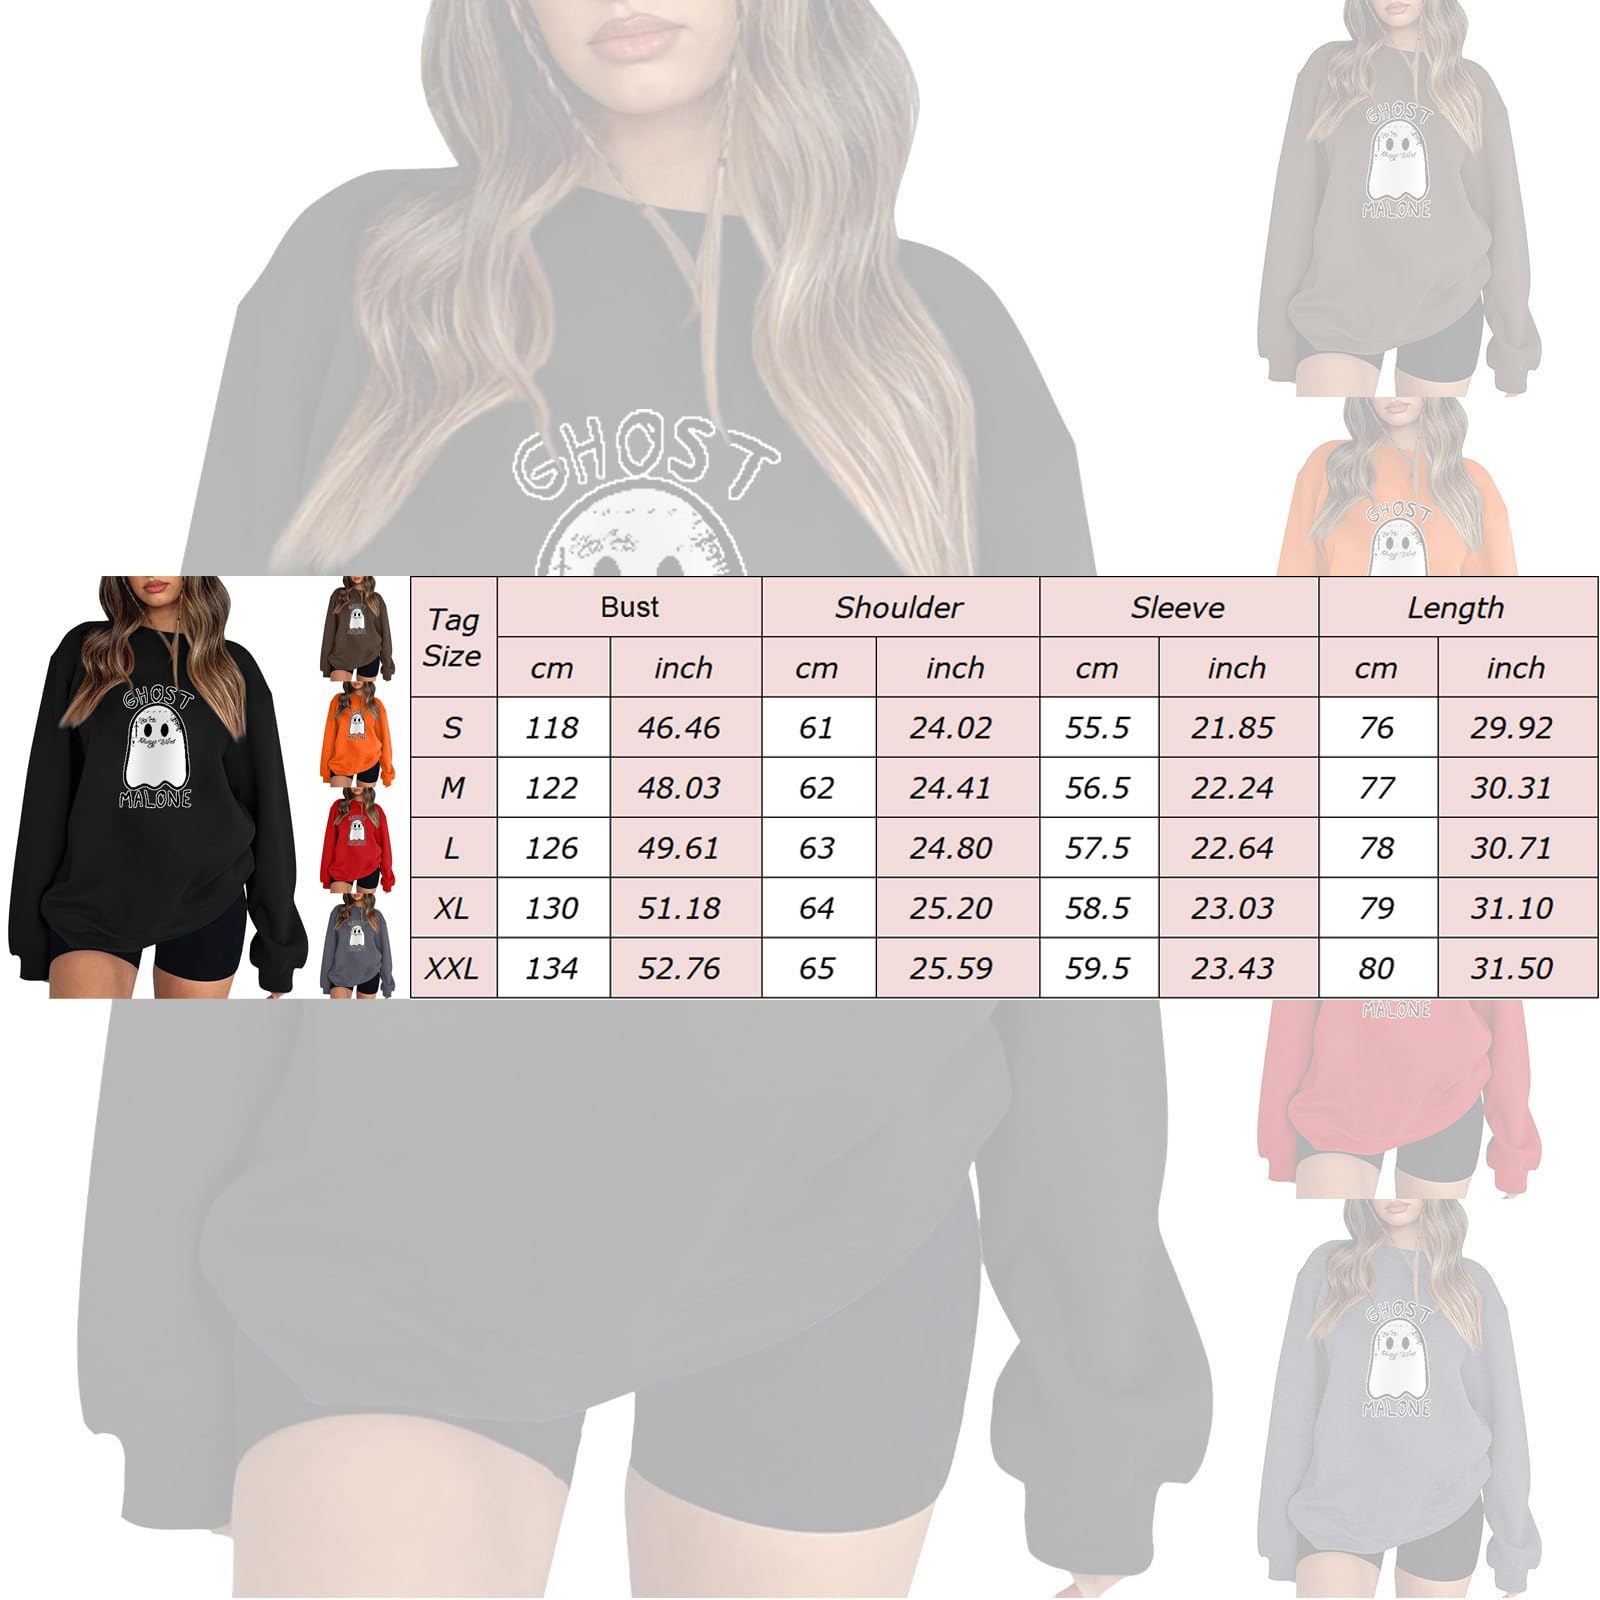 GHOST
GHOST
MALONE
GHOST
GHOST
Always Tired
MALONE
Tag Size Bust Shoulder Sleeve Length
cm inch cm inch cm inch cm inch
S 118 46.46 61 24.02 55.5 21.85 76 29.92
M 122 48.03 62 24.41 56.5 22.24 77 30.31
L 126 49.61 63 24.80 57.5 22.64 78 30.71
XL 130 51.18 64 25.20 58.5 23.03 79 31.10
XXL 134 52.76 65 25.59 59.5 23.43 80 31.50
MALONE
GHOST
MALONE